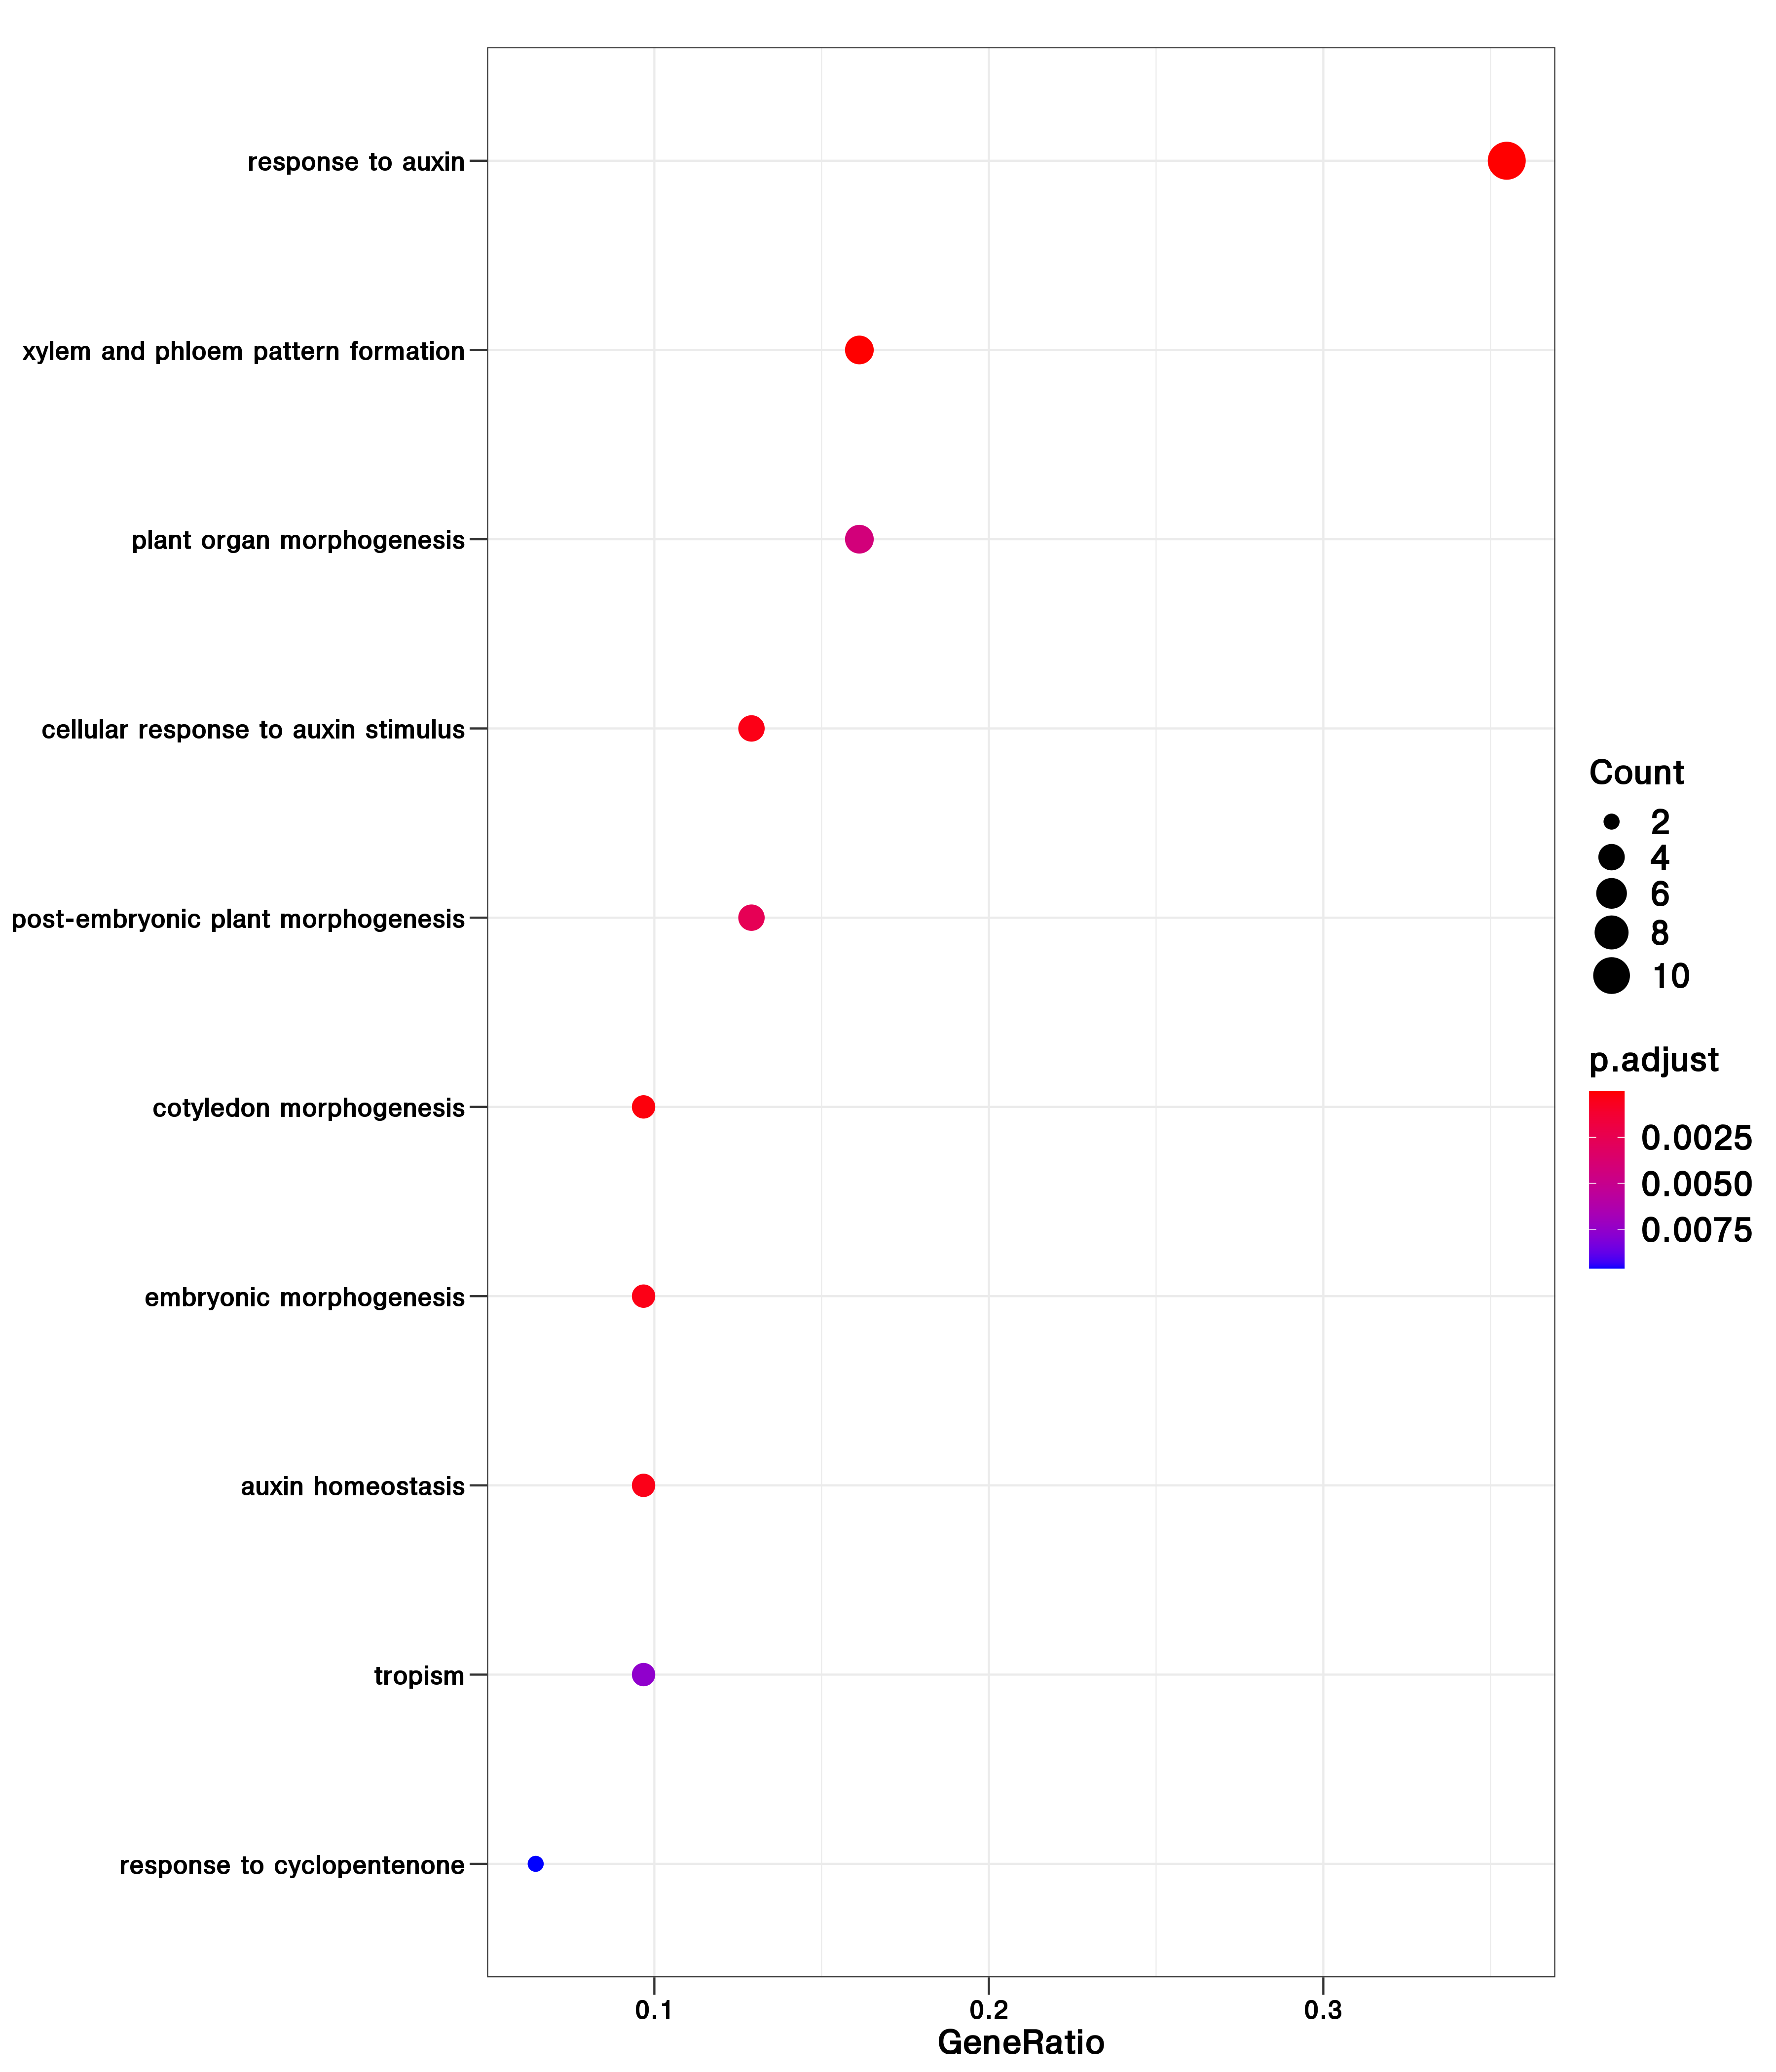 response to auxin
xylem and phloem pattern formation
plant organ morphogenesis
cellular response to auxin stimulus
post-embryonic plant morphogenesis
cotyledon morphogenesis
embryonic morphogenesis
auxin homeostasis
tropism
response to cyclopentenone
0.1 0.2 0.3
GeneRatio
Count
2
4
6
8
10
p.adjust
0.0025
0.0050
0.0075